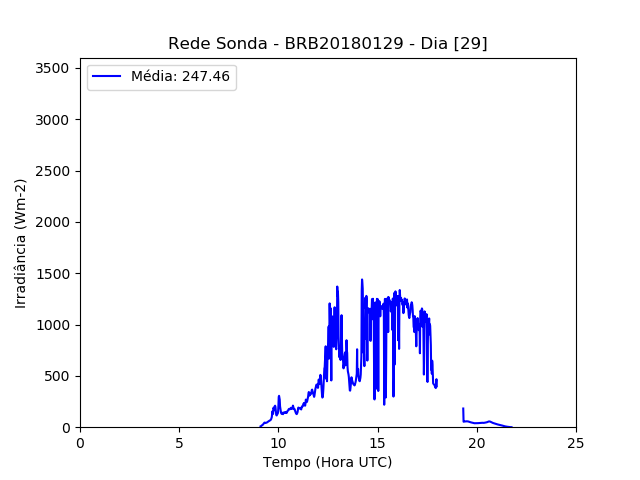 Rede Sonda - BRB20180129 - Dia [29]
Média: 247.46
3500
3000
2500
2000
1500
1000
500
0
Irradiância (Wm-2)
0 5 10 15 20 25
Tempo (Hora UTC)